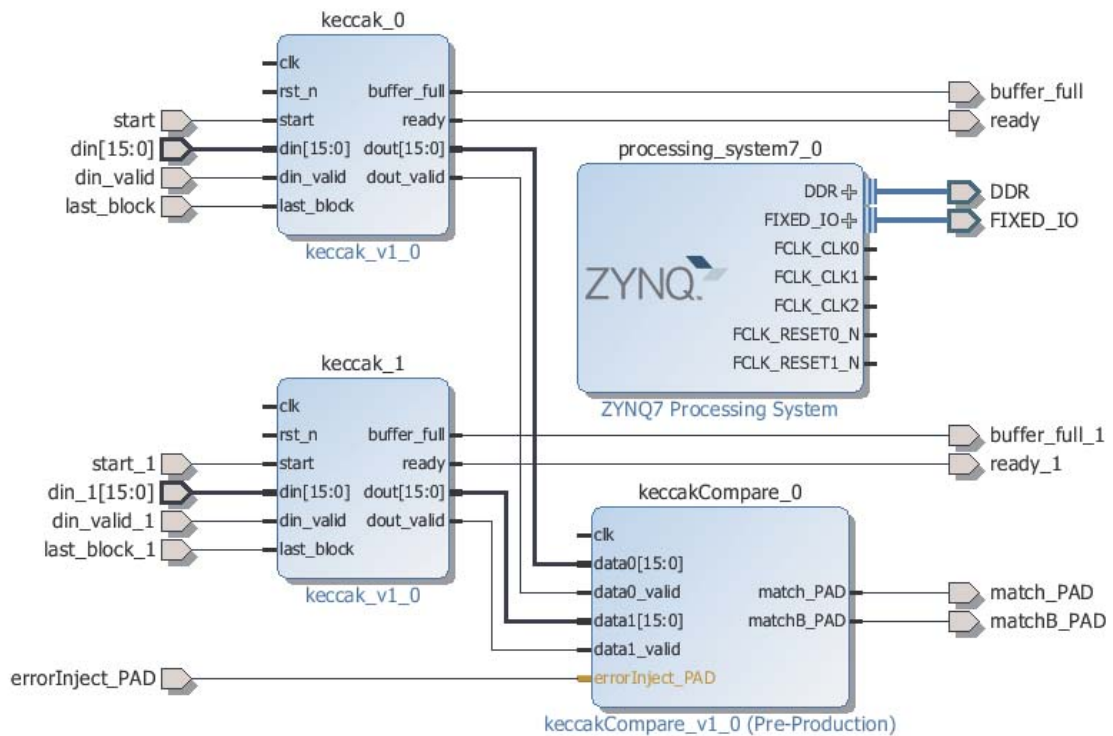 keccak_0
clk
rst_n buffer_full buffer_full
start start ready ready
din[15:0] din[15:0] dout[15:0]
din_valid din_valid dout_valid
last_block last_block
keccak_v1_0
processing_system7_0
DDR DDR
FIXED_IO FIXED_IO
FCLK_CLK0
ZYNQ. FCLK_CLK1
FCLK_CLK2
FCLK_RESET0_N
FCLK_RESET1_N
ZYNQ7 Processing System
keccak_1
clk
rst_n buffer_full buffer_full_1
start_1 start ready ready_1
din_1[15:0] din[15:0] dout[15:0]
din_valid_1 din_valid dout_valid
last_block_1 last_block
keccak_v1_0
keccakCompare_0
clk
data0[15:0]
data0_valid match_PAD match_PAD
data1[15:0] matchB_PAD matchB_PAD
data1_valid
errorInject_PAD errorInject_PAD
keccakCompare_v1_0 (Pre-Production)